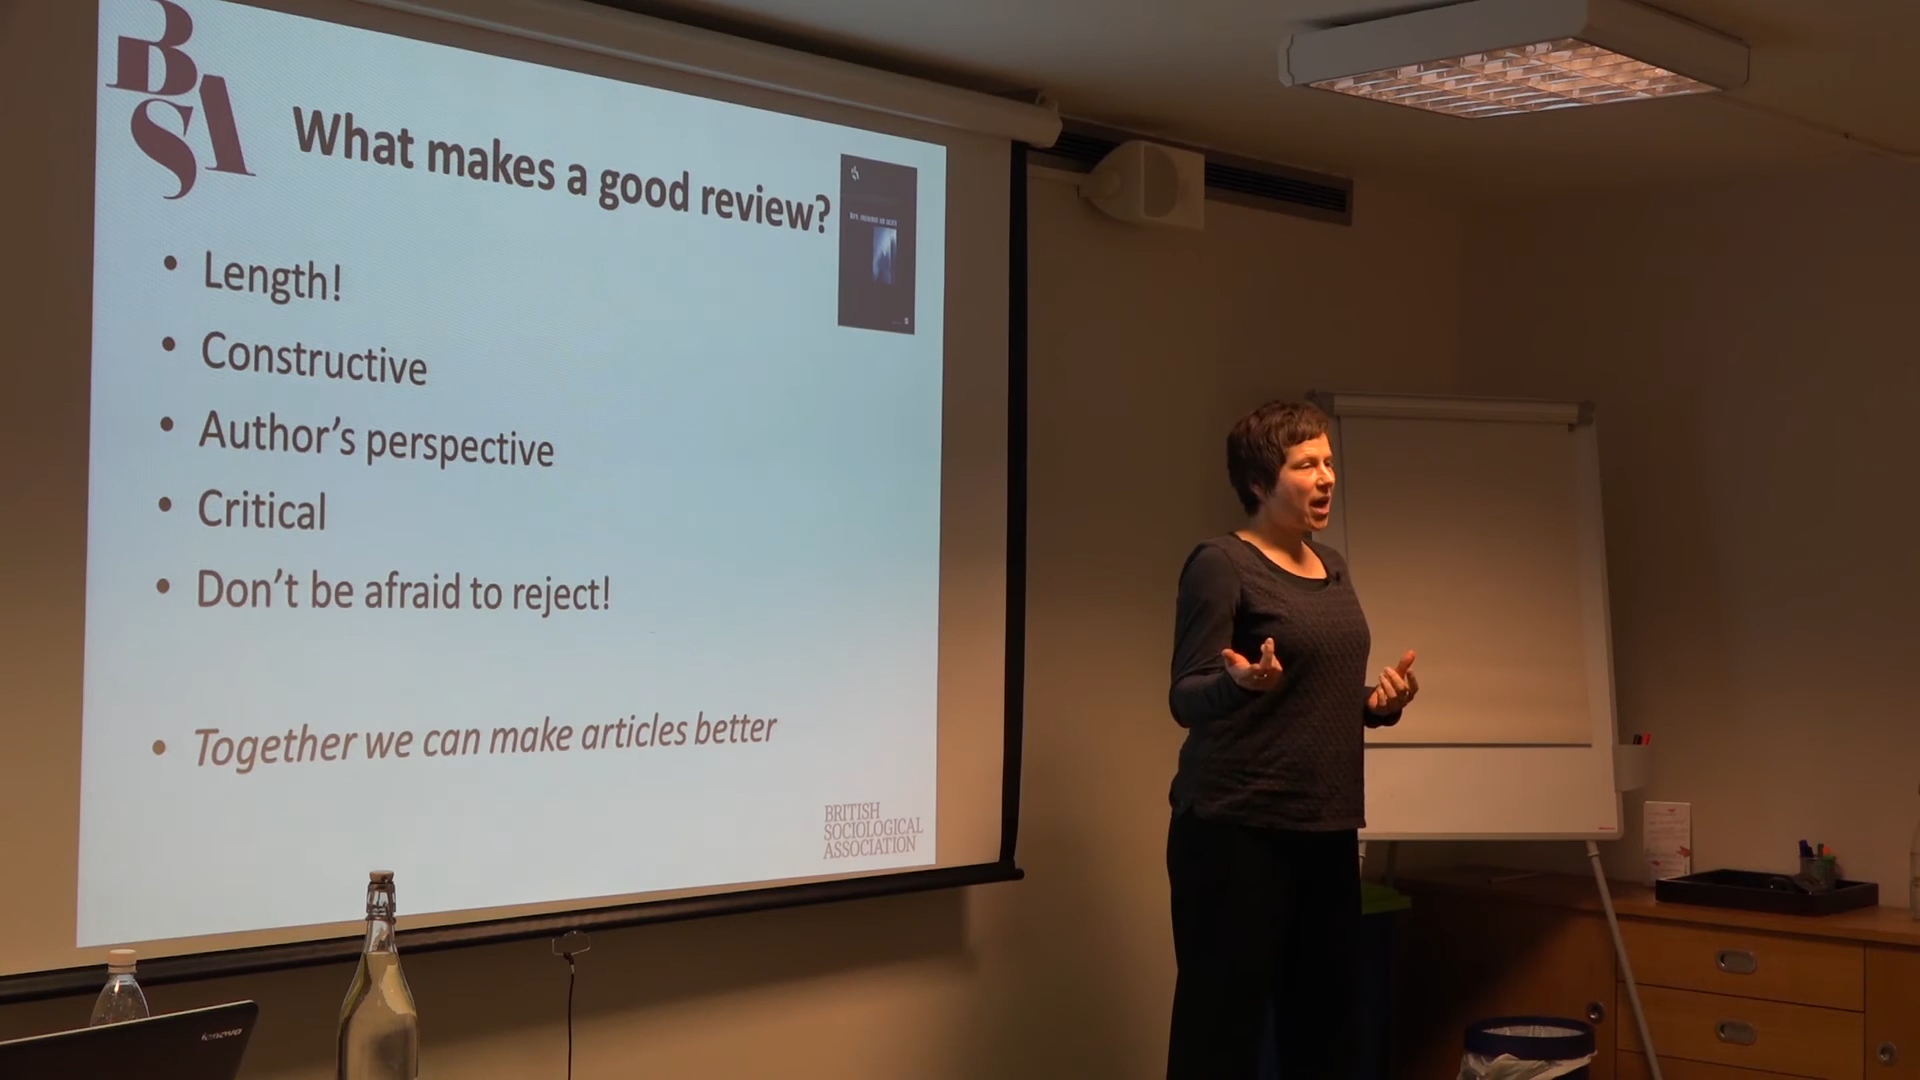 BSA
What makes a good review?
• Length!
• Constructive
• Author's perspective
• Critical
• Don't be afraid to reject!
• Together we can make articles better
BRITISH
SOCIOLOGICAL
ASSOCIATION
lenovo